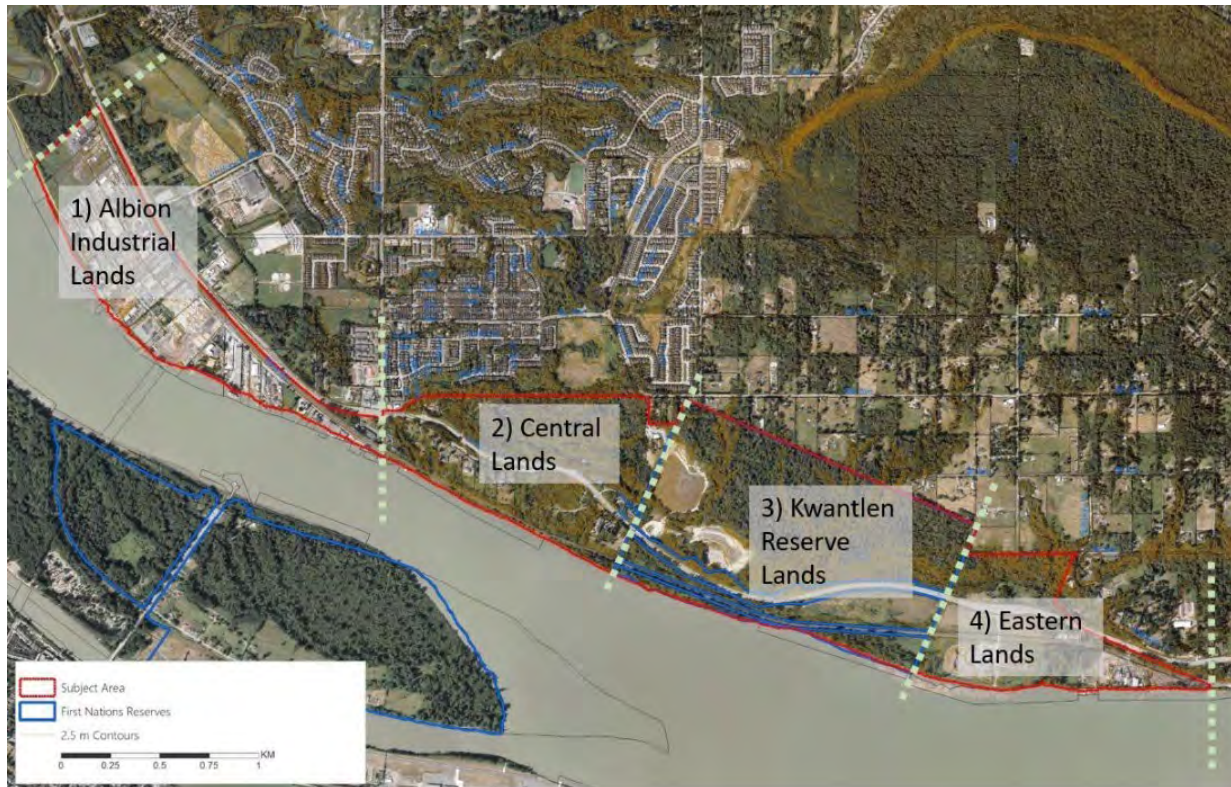 1) Albion
Industrial
Lands
2) Central
Lands
3) Kwantlen
Reserve
Lands
4) Eastern
Lands
Subject Area
First Nations Reserves
2.5 m Contours
KM
0 0.25 0.5 0.75 1